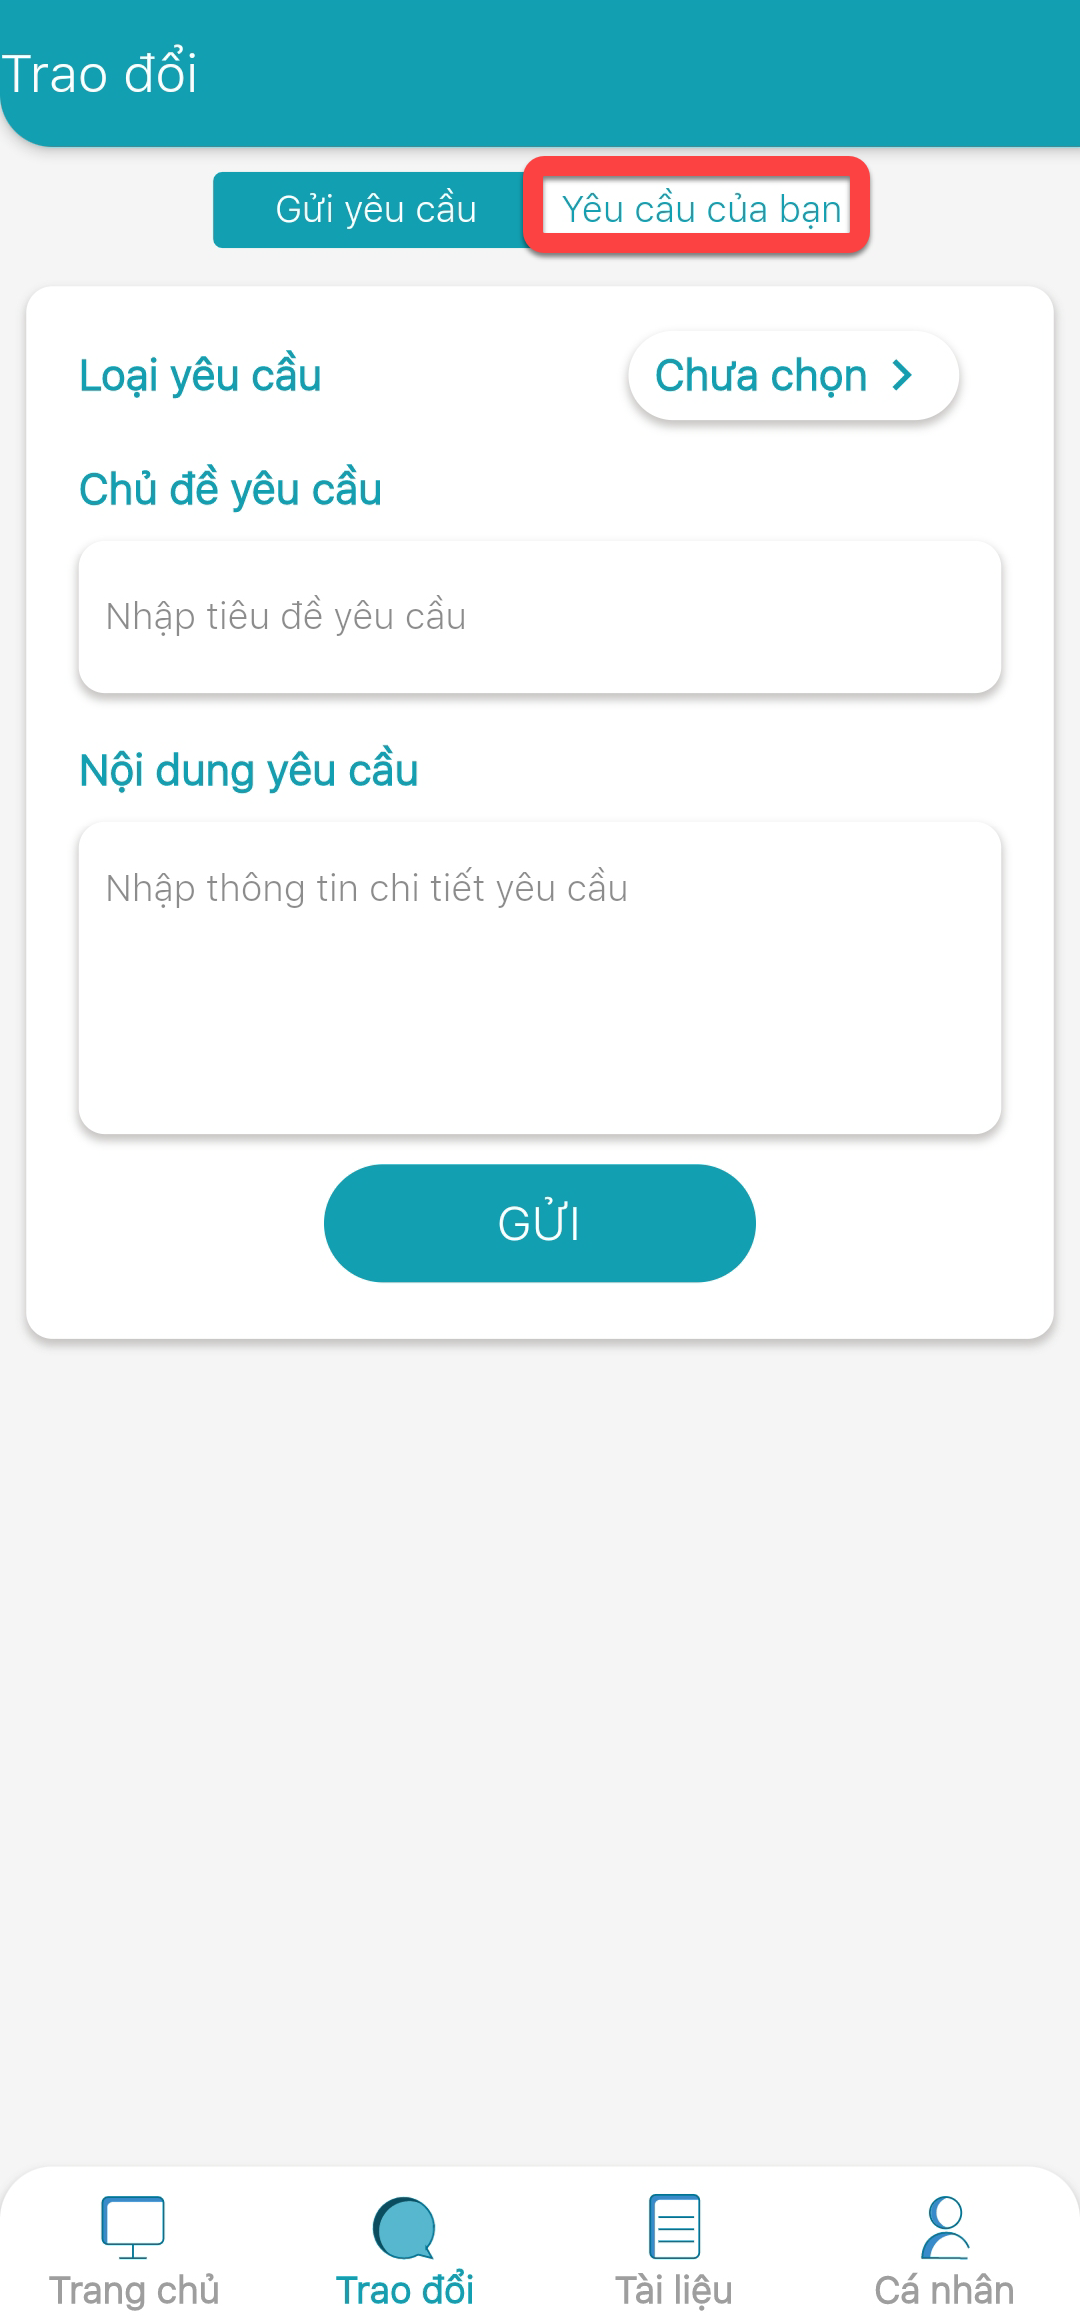 Trao đổi
Gửi yêu cầu
Yêu cầu của bạn
Loại yêu cầu
Chưa chọn
Chủ đề yêu cầu
Nhập tiêu đề yêu cầu
Nội dung yêu cầu
Nhập thông tin chi tiết yêu cầu
GỬI
Trang chủ
Trao đổi
Tài liệu
Cá nhân